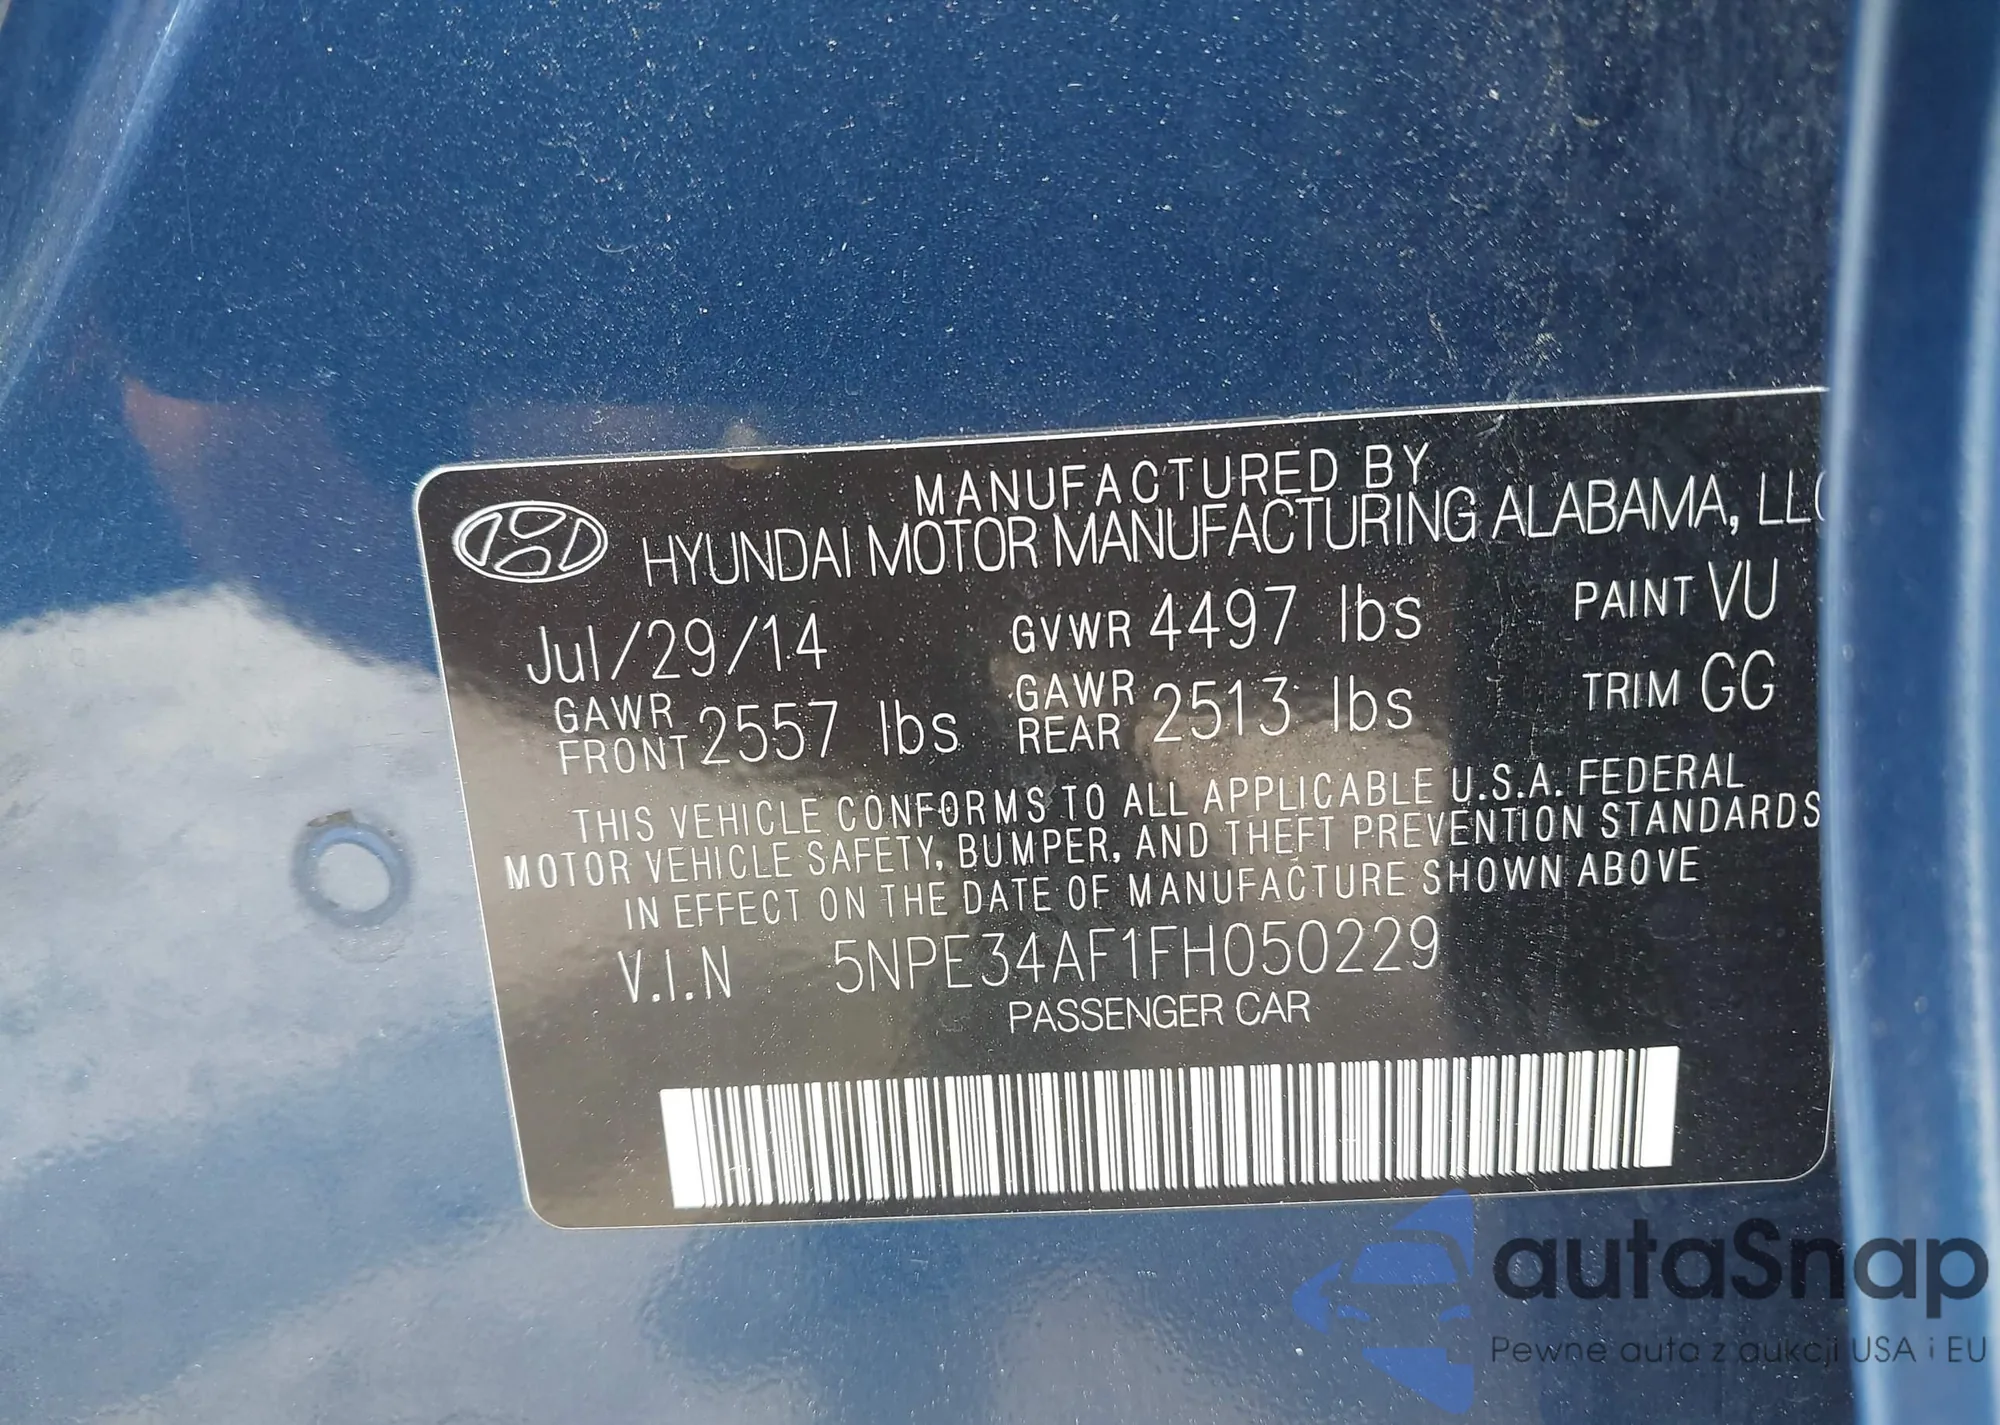 MANUFACTURED BY
HYUNDAI MOTOR MANUFACTURING ALABAMA, LLC
Jul/29/14 GVWR 4497 lbs PAINT VU
GAWR FRONT 2557 lbs GAWR REAR 2513 lbs TRIM GG
THIS VEHICLE CONFORMS TO ALL APPLICABLE U.S.A. FEDERAL
MOTOR VEHICLE SAFETY, BUMPER, AND THEFT PREVENTION STANDARDS
IN EFFECT ON THE DATE OF MANUFACTURE SHOWN ABOVE
V.I.N 5NPE34AF1FH050229
PASSENGER CAR
autaSnap
Pewne auta z aukcji USA i EU